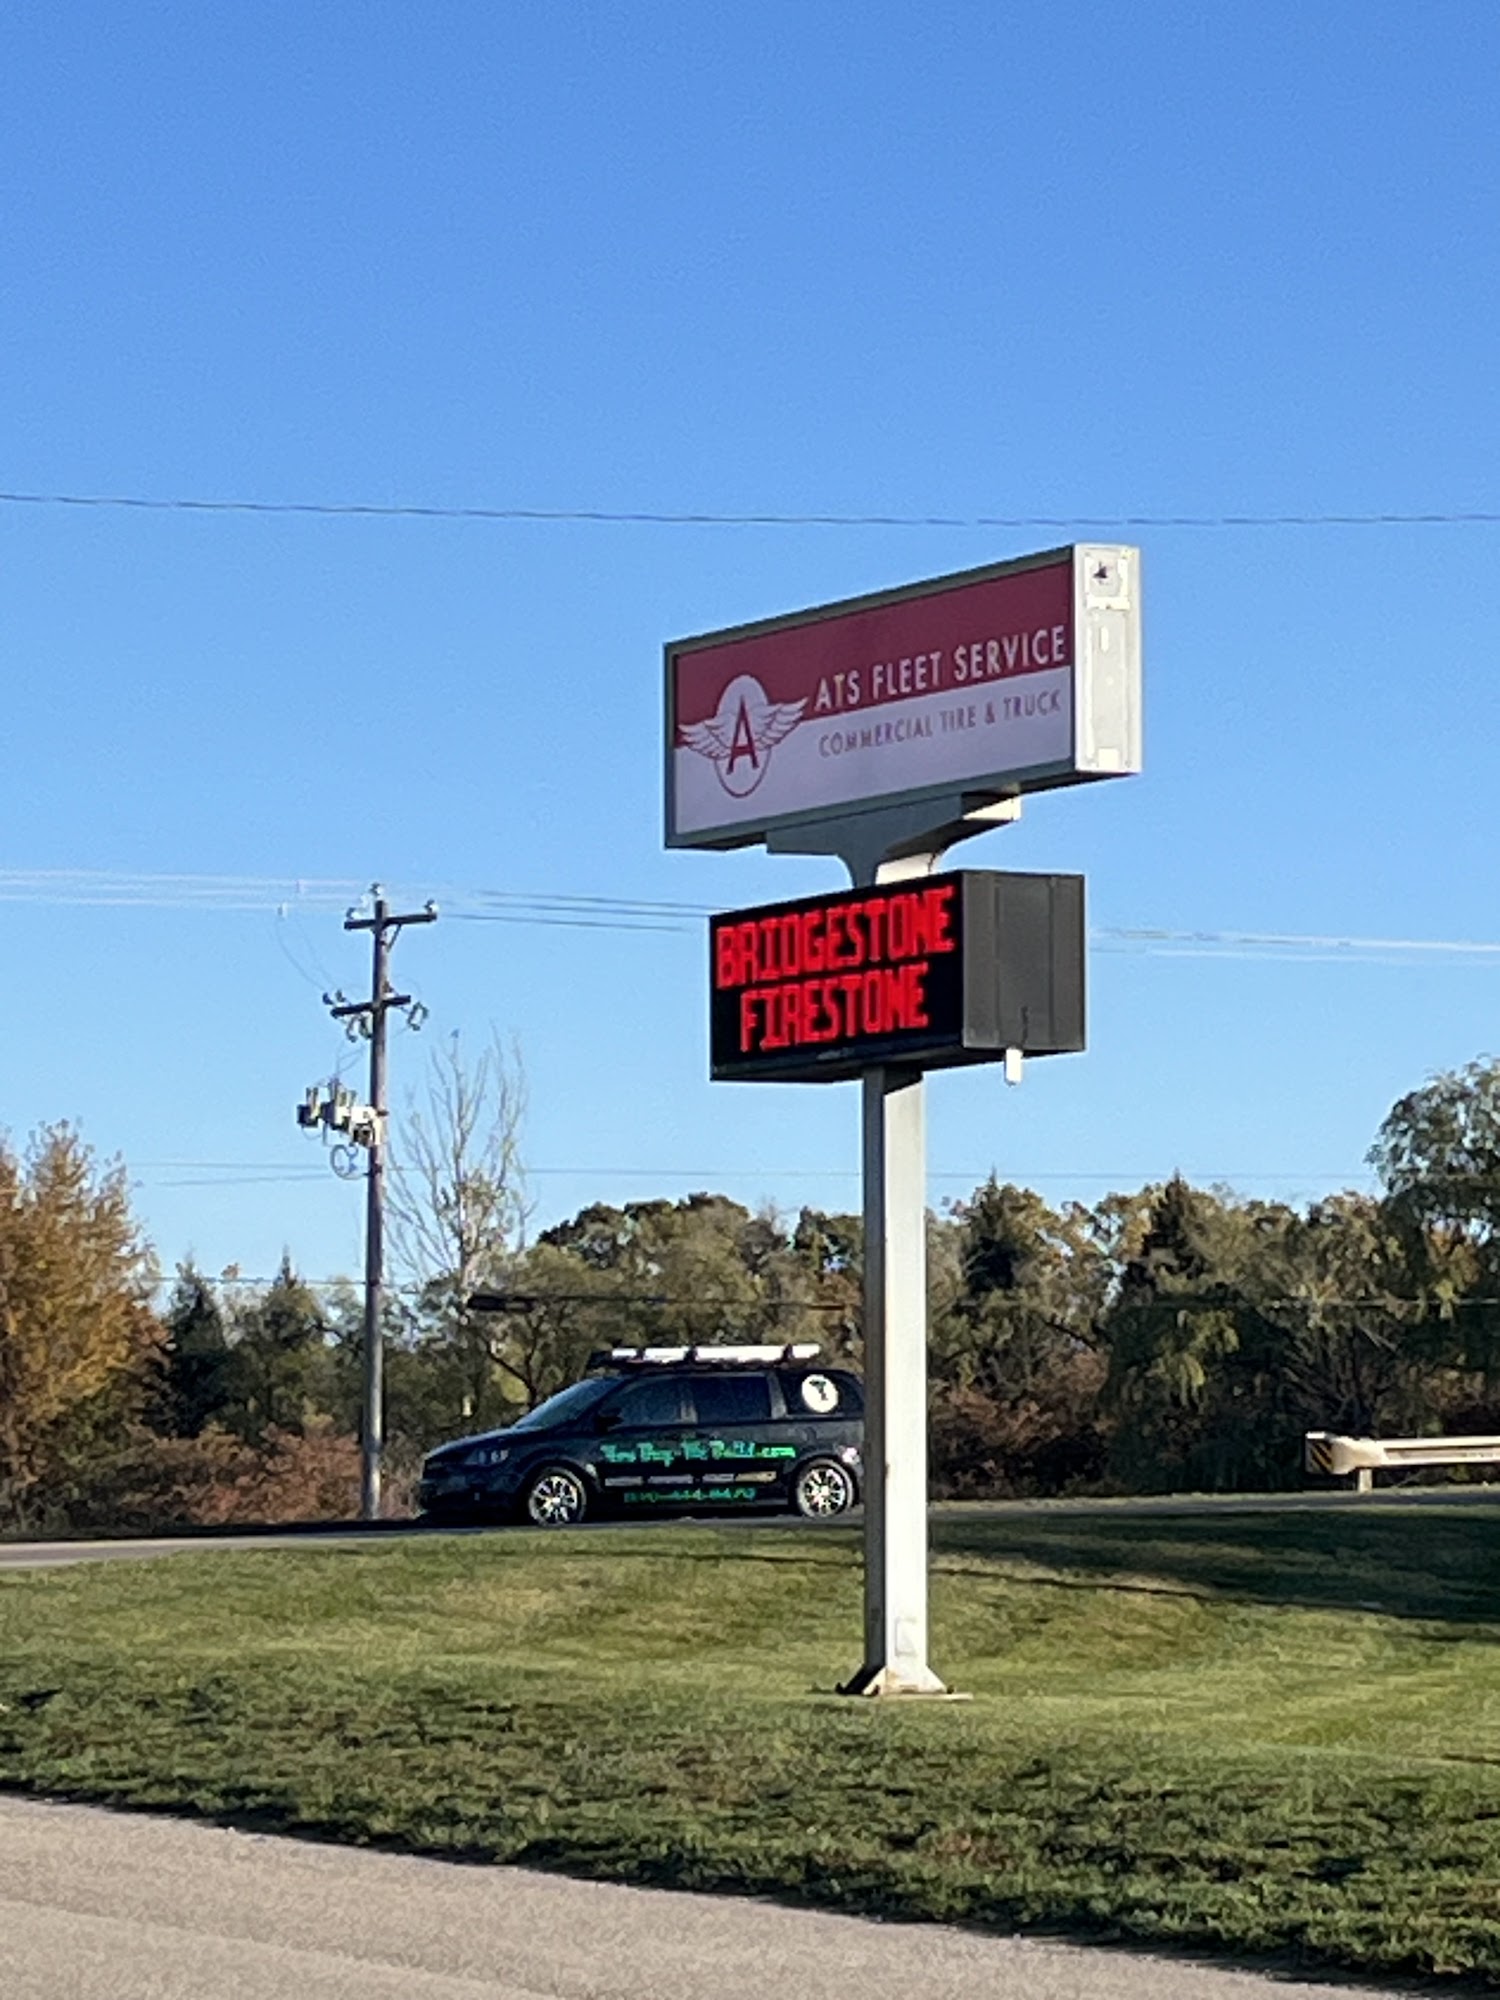 A
ATS FLEET SERVICE
COMMERCIAL TIRE & TRUCK
BRIDGESTONE
FIRESTONE